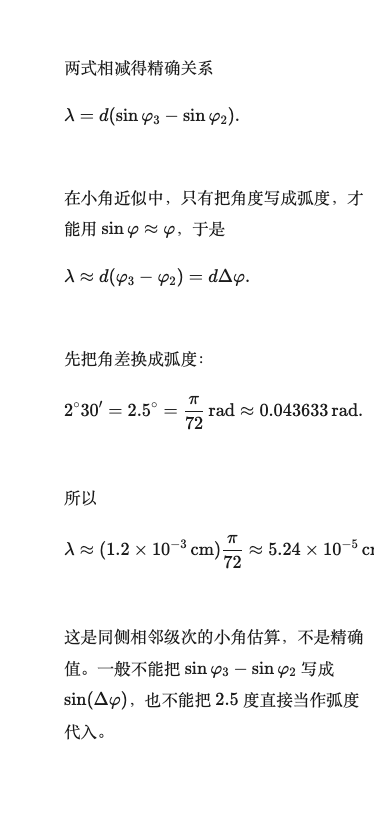 两式相减得精确关系
λ = d(sin φ₃ − sin φ₂).
在小角近似中，只有把角度写成弧度，才
能用 sin φ ≈ φ，于是
λ ≈ d(φ₃ − φ₂) = dΔφ.
先把角差换成弧度：
2°30′ = 2.5° = π/72 rad ≈ 0.043633 rad.
所以
λ ≈ (1.2 × 10⁻³ cm) π/72 ≈ 5.24 × 10⁻⁵ c
这是同侧相邻级次的小角估算，不是精确
值。一般不能把 sin φ₃ − sin φ₂ 写成
sin(Δφ)，也不能把 2.5 度直接当作弧度
代入。